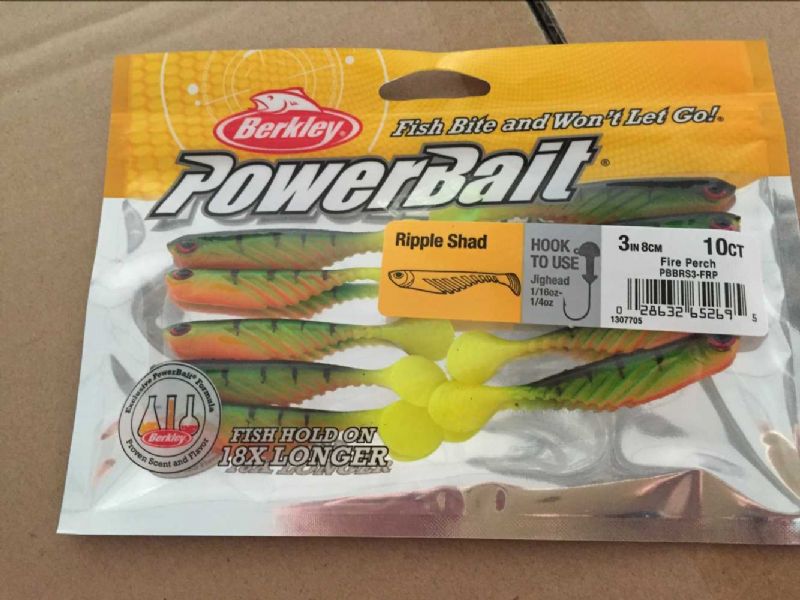 Berkley
Fish Bite and Won't Let Go!®
PowerBait®
Ripple Shad
HOOK TO USE
Jighead
1/16oz-
1/4oz
3IN 8CM 10CT
Fire Perch
PBBRS3-FRP
0 28632 65269 5
1307705
Exclusive PowerBait® Formula
Berkley
Proven Scent and Flavor
FISH HOLD ON
18X LONGER